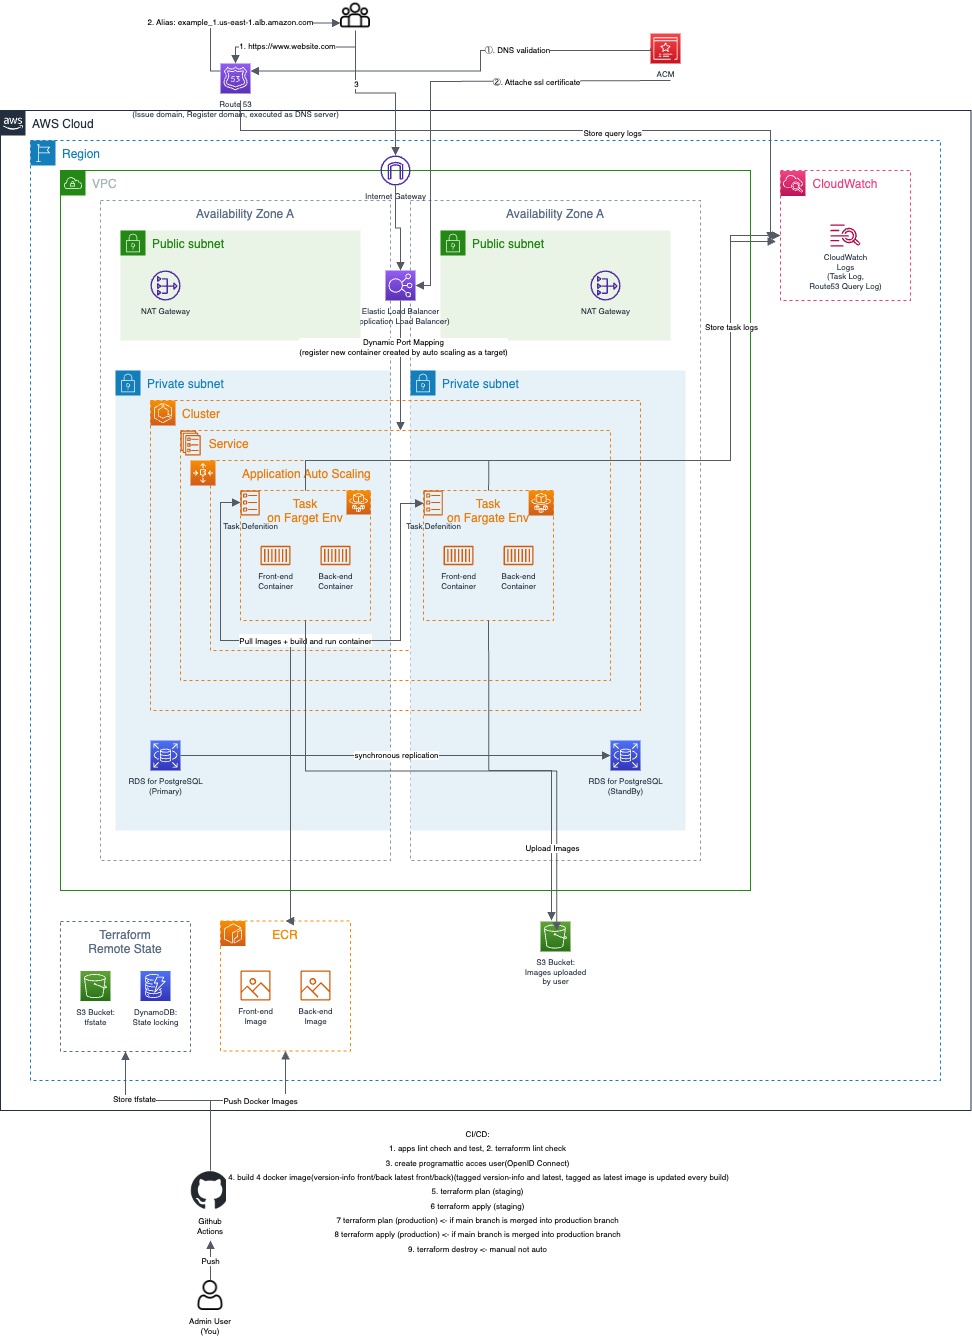 2. Alias: example_1.us-east-1.alb.amazon.com
1. https://www.website.com
①. DNS validation
ACM
②. Attache ssl certificate
3
53
Route 53
(Issue domain, Register domain, executed as DNS server)
aws
AWS Cloud
Store query logs
Region
VPC
Internet Gateway
CloudWatch
CloudWatch
Logs
(Task Log,
Route53 Query Log)
Availability Zone A
Availability Zone A
Public subnet
Public subnet
NAT Gateway
NAT Gateway
Elastic Load Balancer
pplication Load Balancer)
Store task logs
Dynamic Port Mapping
(register new container created by auto scaling as a target)
Private subnet
Private subnet
Cluster
Service
Application Auto Scaling
Task
on Farget Env
Task Defenition
Task
on Fargate Env
Task Defenition
Front-end
Container
Back-end
Container
Front-end
Container
Back-end
Container
Pull Images + build and run container
synchronous replication
RDS for PostgreSQL
(Primary)
RDS for PostgreSQL
(StandBy)
Upload Images
Terraform
Remote State
S3 Bucket:
tfstate
DynamoDB:
State locking
ECR
Front-end
Image
Back-end
Image
S3 Bucket:
Images uploaded
by user
Store tfstate
Push Docker Images
CI/CD:
1. apps lint chech and test, 2. terraforrm lint check
3. create programattic acces user(OpenID Connect)
4. build 4 docker image(version-info front/back latest front/back)(tagged version-info and latest, tagged as latest image is updated every build)
5. terraform plan (staging)
6 terraform apply (staging)
7 terraform plan (production) <- if main branch is merged into production branch
8 terraform apply (production) <- if main branch is merged into production branch
9. terraform destroy <- manual not auto
Github
Actions
Push
Admin User
(You)